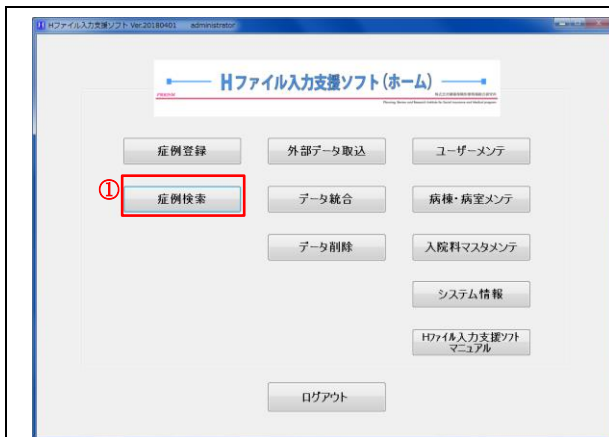 Hファイル入力支援ソフト Ver.20180401 administrator
Hファイル入力支援ソフト(ホーム)
症例登録 外部データ取込 ユーザーメンテ
① 症例検索 データ統合 病棟・病室メンテ
データ削除 入院料マスタメンテ
システム情報
Hファイル入力支援ソフト
マニュアル
ログアウト